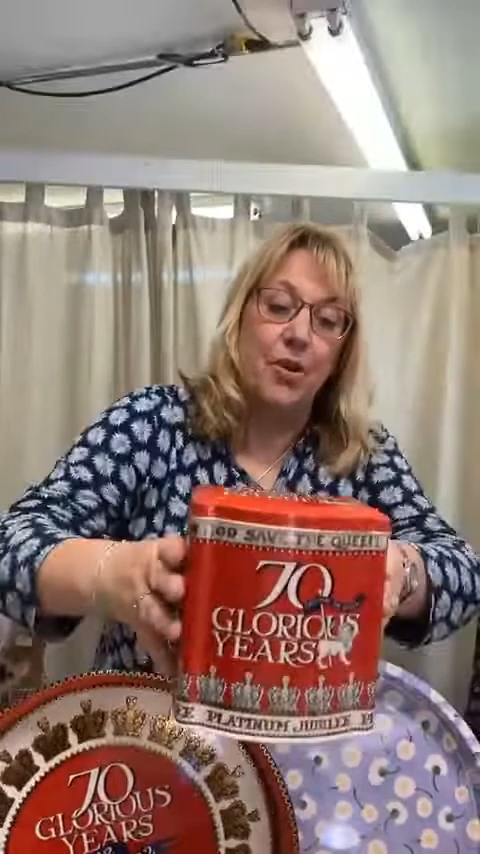 GOD SAVE THE QUEEN
70
GLORIOUS
YEARS
PLATINUM JUBILEE
70
GLORIOUS
YEARS